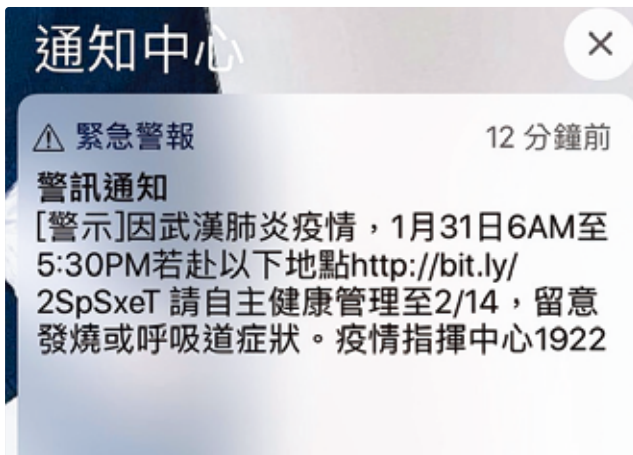 通知中心
緊急警報 12 分鐘前
警訊通知
[警示]因武漢肺炎疫情，1月31日6AM至
5:30PM若赴以下地點http://bit.ly/
2SpSxeT 請自主健康管理至2/14，留意
發燒或呼吸道症狀。疫情指揮中心1922